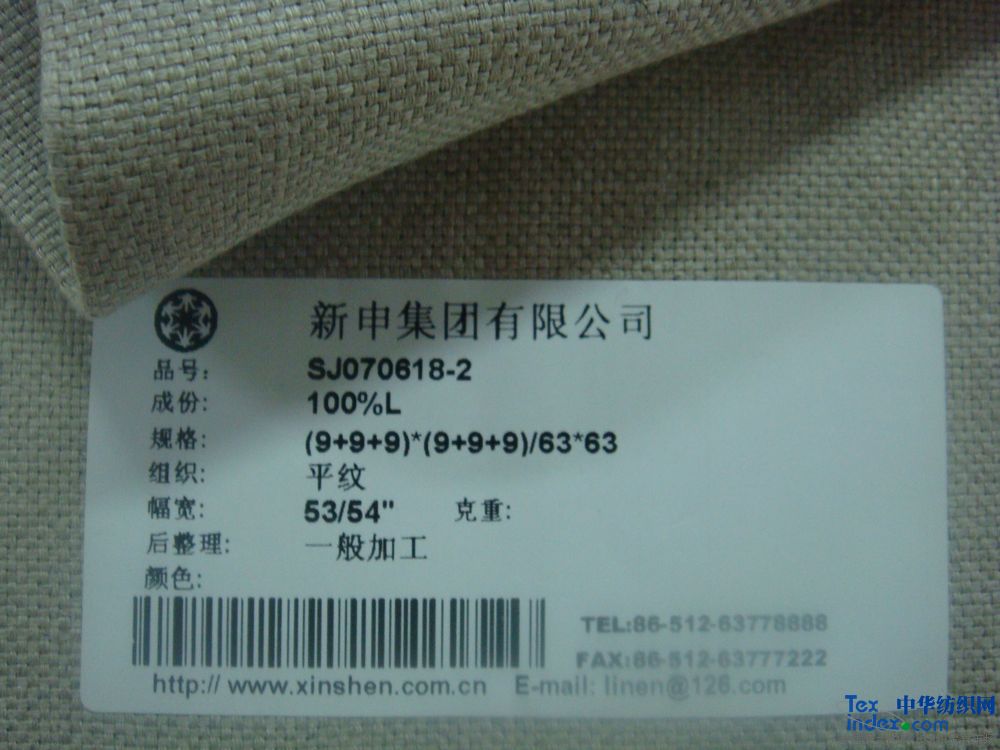 新申集团有限公司
品号: SJ070618-2
成份: 100%L
规格: (9+9+9)*(9+9+9)/63*63
组织: 平纹
幅宽: 53/54" 克重:
后整理: 一般加工
颜色:
TEL:86-512-63778888
FAX:86-512-63777222
http:// www.xinshen.com.cn E-mail: linen@126.com
Tex 中华纺织网
index.com